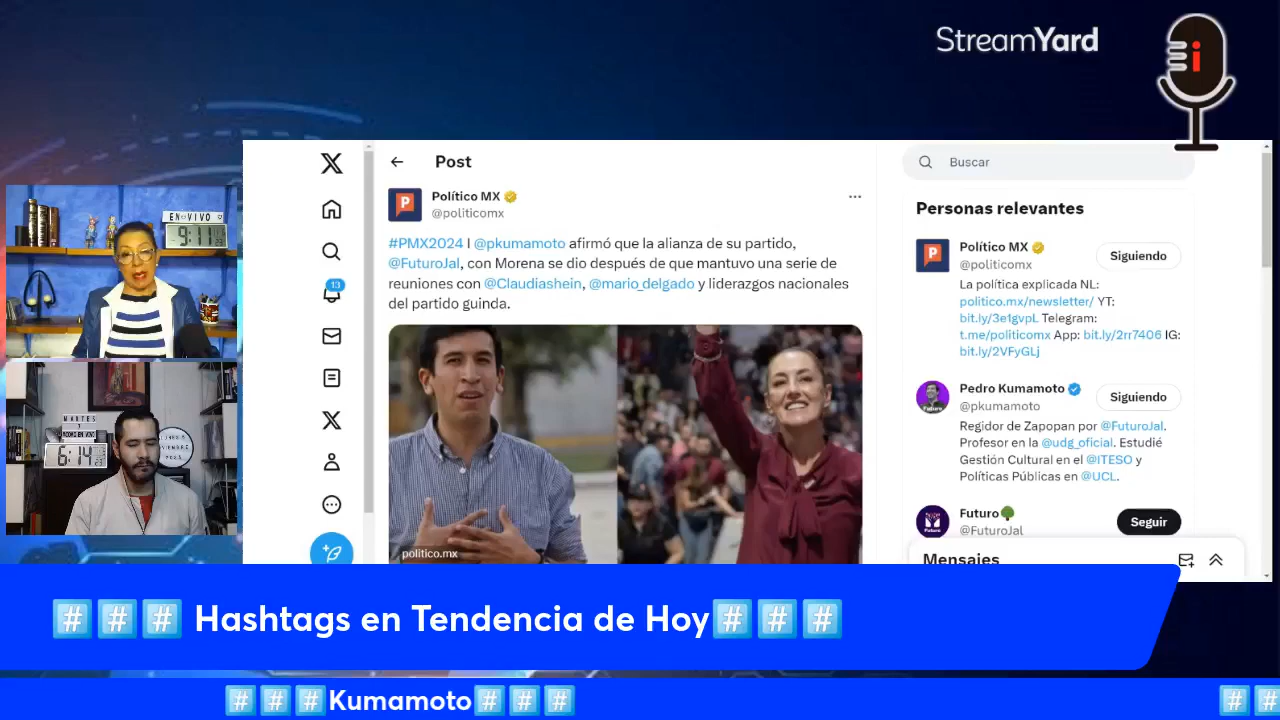 StreamYard
i
EN VIVO
9:11
MARTES
7
6:14
Post
Buscar
Político MX
@politicomx
#PMX2024 I @pkumamoto afirmó que la alianza de su partido,
@FuturoJal, con Morena se dio después de que mantuvo una serie de
reuniones con @Claudiashein, @mario_delgado y liderazgos nacionales
del partido guinda.
politico.mx
13
Personas relevantes
Político MX
@politicomx
Siguiendo
La política explicada NL:
politico.mx/newsletter/ YT:
bit.ly/3e1gvpL Telegram:
t.me/politicomx App: bit.ly/2rr7406 IG:
bit.ly/2VFyGLj
Pedro Kumamoto
@pkumamoto
Siguiendo
Regidor de Zapopan por @FuturoJal.
Profesor en la @udg_oficial. Estudié
Gestión Cultural en el @ITESO y
Políticas Públicas en @UCL.
Futuro
@FuturoJal
Seguir
Mensajes
### Hashtags en Tendencia de Hoy###
###Kumamoto###
##